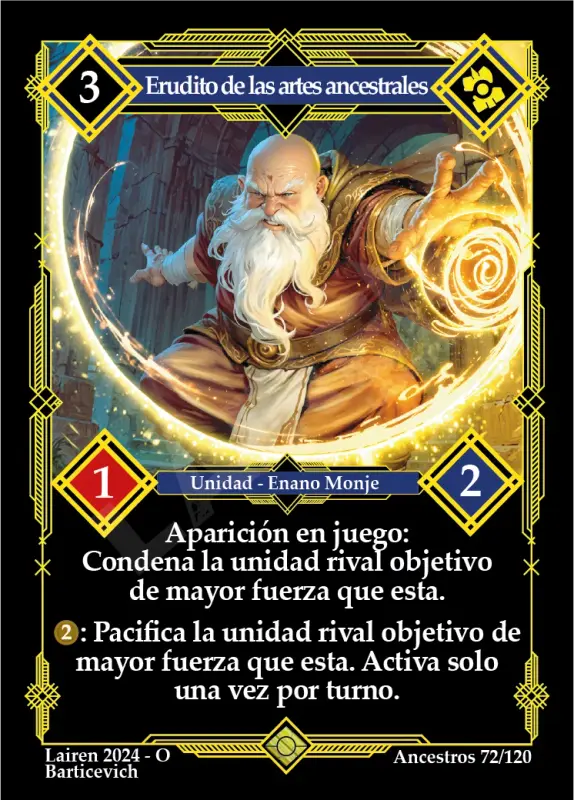 3
Erudito de las artes ancestrales
1
Unidad - Enano Monje
2
Aparición en juego:
Condena la unidad rival objetivo
de mayor fuerza que esta.
2: Pacifica la unidad rival objetivo de
mayor fuerza que esta. Activa solo
una vez por turno.
Lairen 2024 - O
Barticevich
Ancestros 72/120